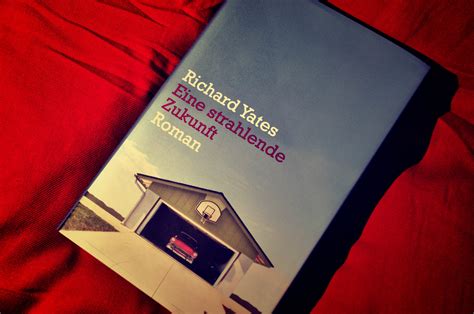 Richard Yates
Eine strahlende
Zukunft
Roman